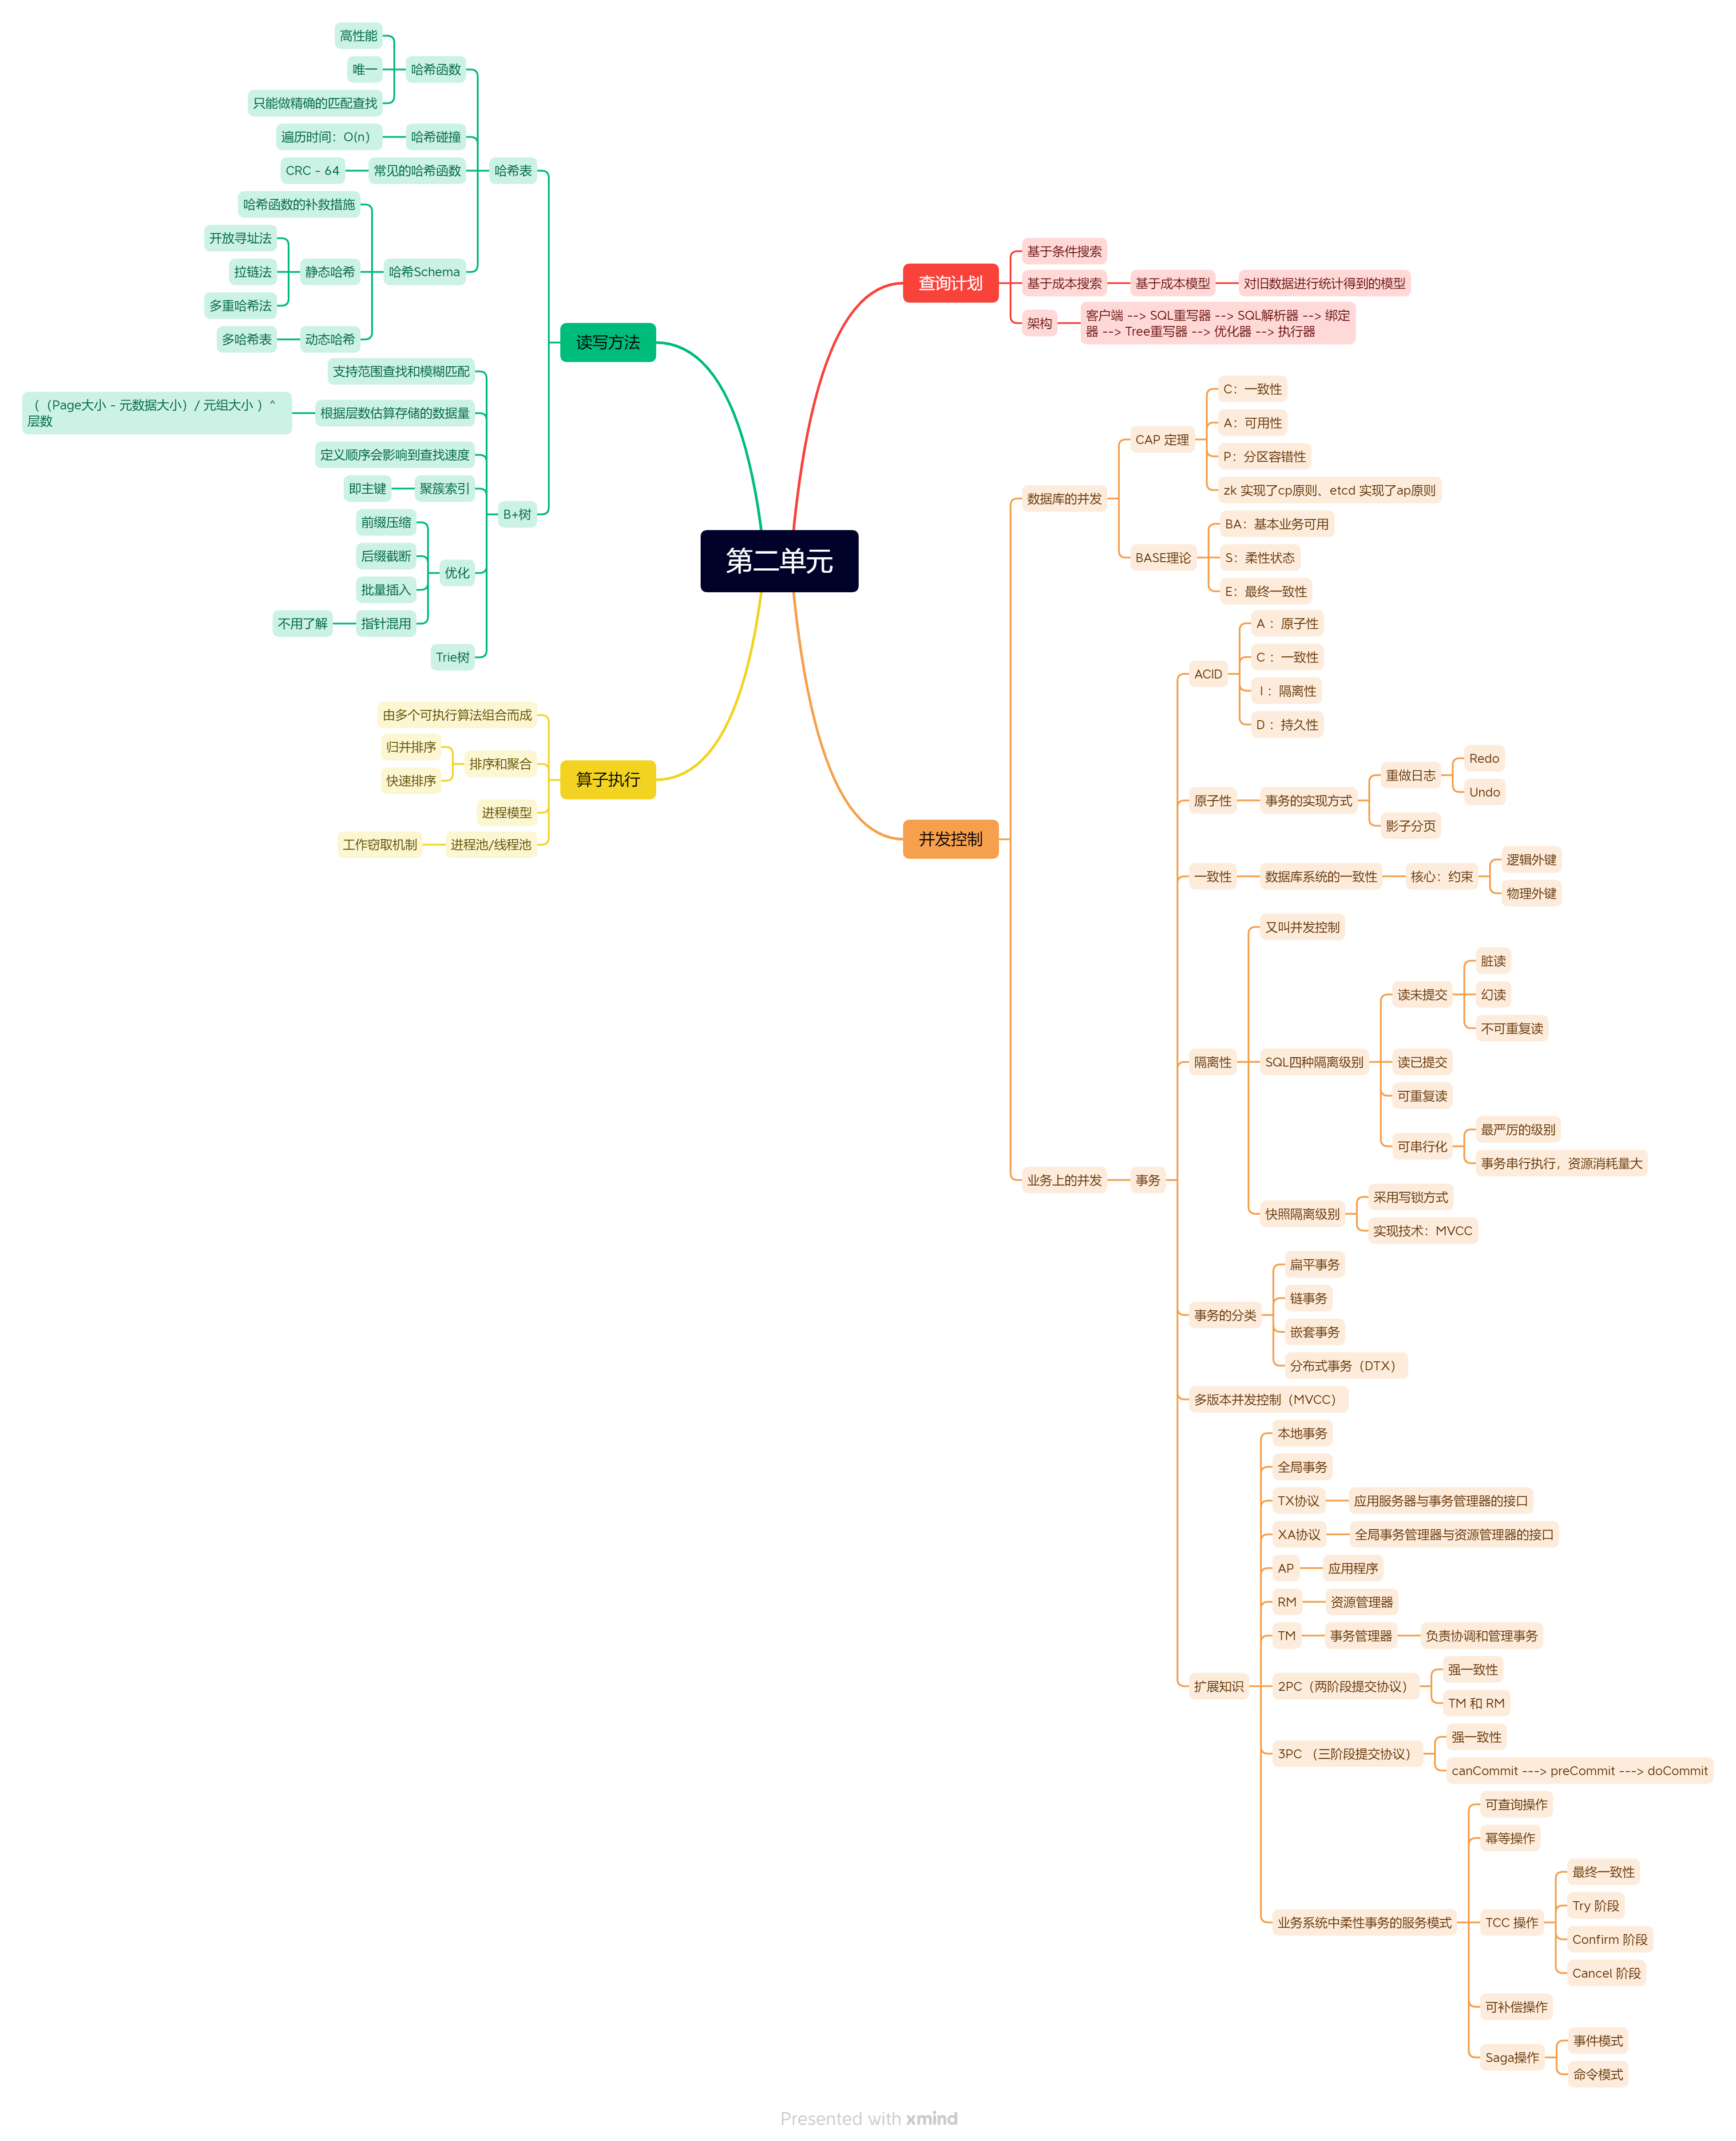 第二单元
查询计划
基于条件搜索
基于成本搜索
基于成本模型
对旧数据进行统计得到的模型
架构
客户端 --> SQL重写器 --> SQL解析器 --> 绑定
器 --> Tree重写器 --> 优化器 --> 执行器
并发控制
数据库的并发
CAP 定理
C：一致性
A：可用性
P：分区容错性
zk 实现了cp原则、etcd 实现了ap原则
BASE理论
BA：基本业务可用
S：柔性状态
E：最终一致性
业务上的并发
事务
ACID
A ：原子性
C ：一致性
I ：隔离性
D ：持久性
原子性
事务的实现方式
重做日志
Redo
Undo
影子分页
一致性
数据库系统的一致性
核心：约束
逻辑外键
物理外键
隔离性
又叫并发控制
SQL四种隔离级别
读未提交
脏读
幻读
不可重复读
读已提交
可重复读
可串行化
最严厉的级别
事务串行执行，资源消耗量大
快照隔离级别
采用写锁方式
实现技术：MVCC
事务的分类
扁平事务
链事务
嵌套事务
分布式事务（DTX）
多版本并发控制（MVCC）
扩展知识
本地事务
全局事务
TX协议
应用服务器与事务管理器的接口
XA协议
全局事务管理器与资源管理器的接口
AP
应用程序
RM
资源管理器
TM
事务管理器
负责协调和管理事务
2PC（两阶段提交协议）
强一致性
TM 和 RM
3PC （三阶段提交协议）
强一致性
canCommit ---> preCommit ---> doCommit
业务系统中柔性事务的服务模式
可查询操作
幂等操作
TCC 操作
最终一致性
Try 阶段
Confirm 阶段
Cancel 阶段
可补偿操作
Saga操作
事件模式
命令模式
读写方法
哈希表
哈希函数
高性能
唯一
只能做精确的匹配查找
哈希碰撞
遍历时间：O(n)
常见的哈希函数
CRC - 64
哈希Schema
哈希函数的补救措施
静态哈希
开放寻址法
拉链法
多重哈希法
动态哈希
多哈希表
B+树
支持范围查找和模糊匹配
根据层数估算存储的数据量
（（Page大小 - 元数据大小）/ 元组大小 ）^
层数
定义顺序会影响到查找速度
聚簇索引
即主键
优化
前缀压缩
后缀截断
批量插入
指针混用
不用了解
Trie树
算子执行
由多个可执行算法组合而成
排序和聚合
归并排序
快速排序
进程模型
进程池/线程池
工作窃取机制
Presented with xmind